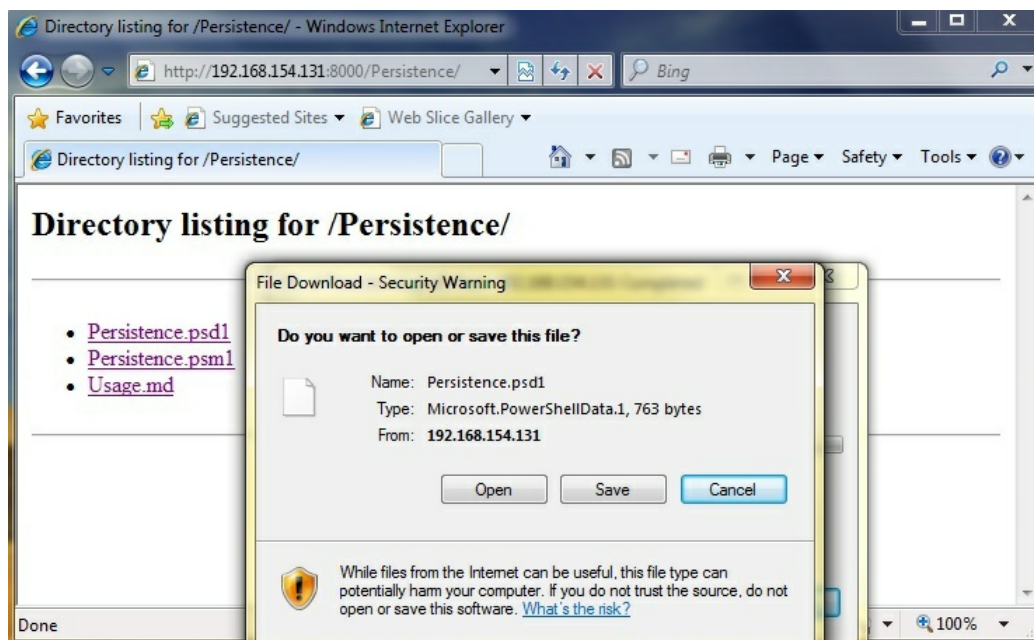 Directory listing for /Persistence/ - Windows Internet Explorer
http://192.168.154.131:8000/Persistence/
Bing
Favorites
Suggested Sites
Web Slice Gallery
Directory listing for /Persistence/
Page
Safety
Tools
Directory listing for /Persistence/
File Download - Security Warning
Persistence.psd1
Persistence.psm1
Usage.md
Do you want to open or save this file?
Name: Persistence.psd1
Type: Microsoft.PowerShellData.1, 763 bytes
From: 192.168.154.131
Open
Save
Cancel
While files from the Internet can be useful, this file type can
potentially harm your computer. If you do not trust the source, do not
open or save this software. What's the risk?
Done
100%